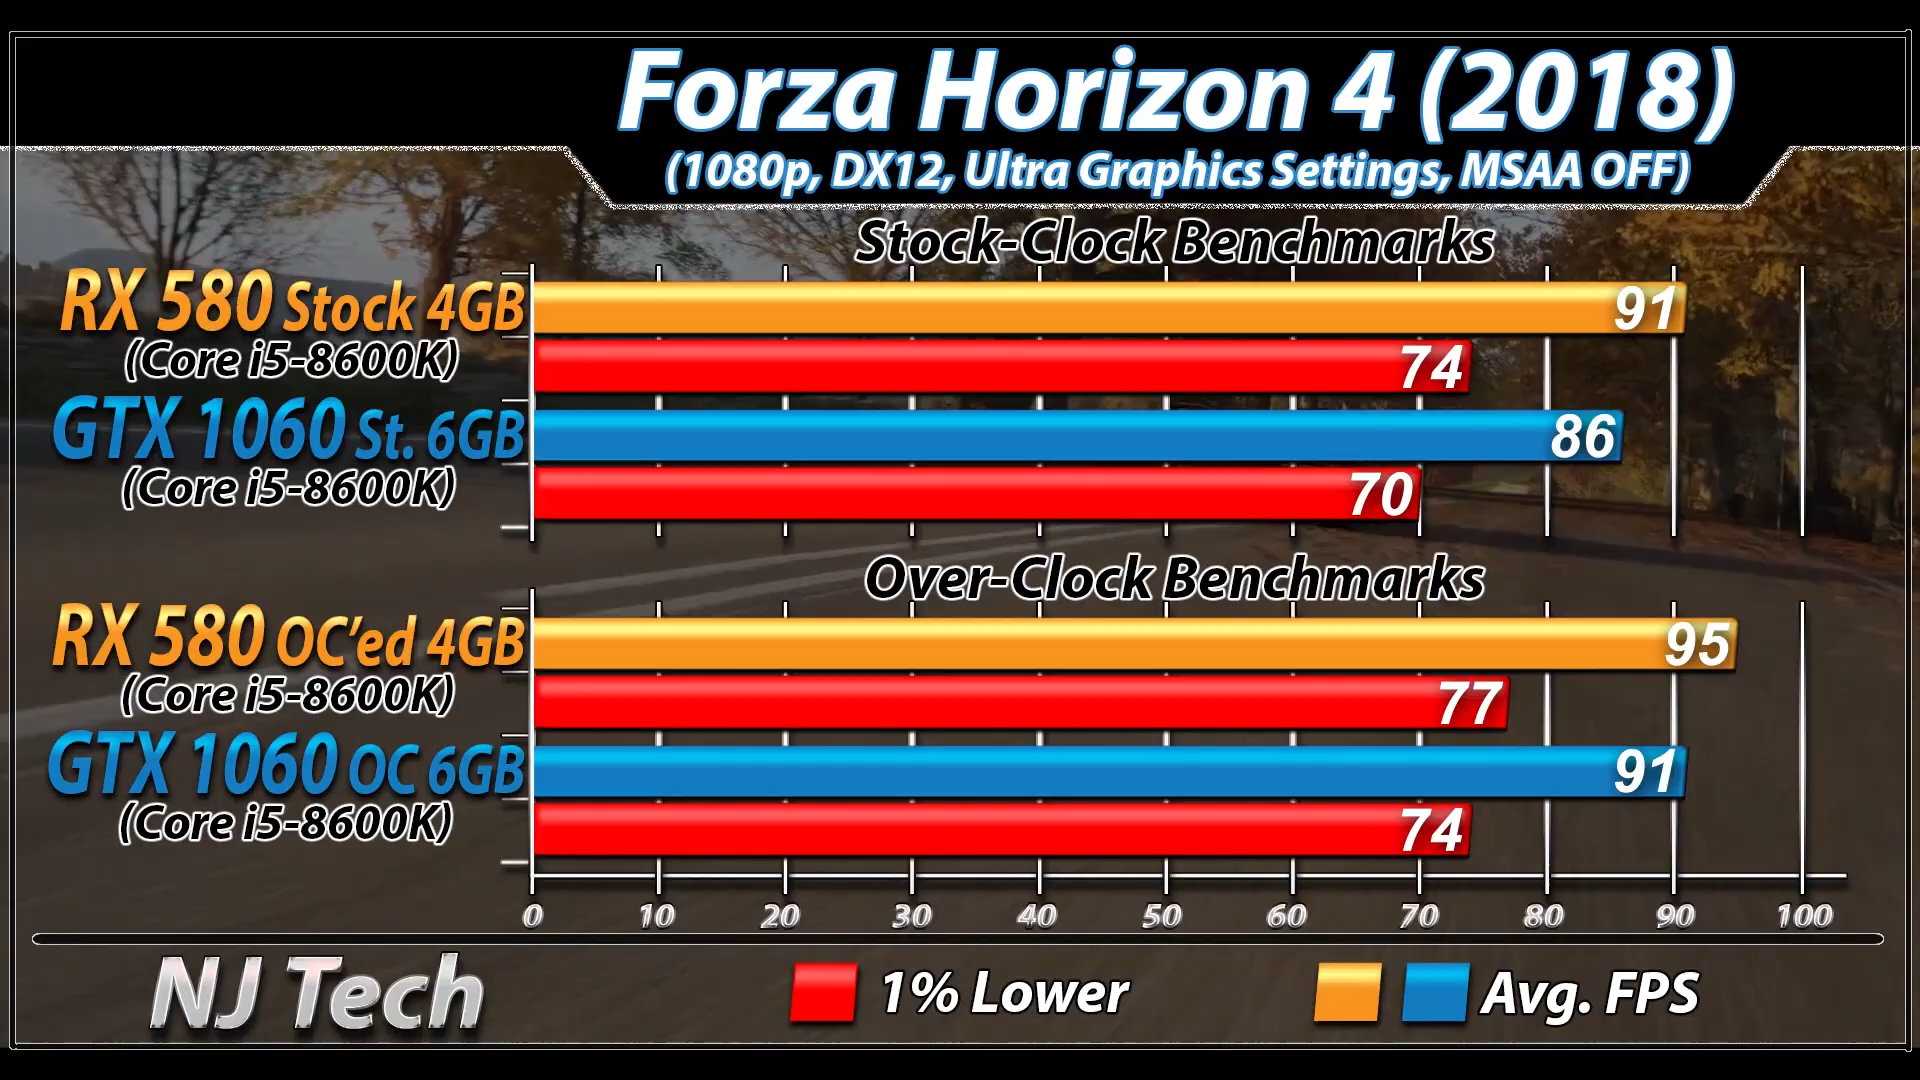 Forza Horizon 4 (2018)
(1080p, DX12, Ultra Graphics Settings, MSAA OFF)
Stock-Clock Benchmarks
RX 580 Stock 4GB
91
(Core i5-8600K)
74
GTX 1060 St. 6GB
86
(Core i5-8600K)
70
Over-Clock Benchmarks
RX 580 OC’ed 4GB
95
(Core i5-8600K)
77
GTX 1060 OC 6GB
91
(Core i5-8600K)
74
0 10 20 30 40 50 60 70 80 90 100
NJ Tech
1% Lower
Avg. FPS